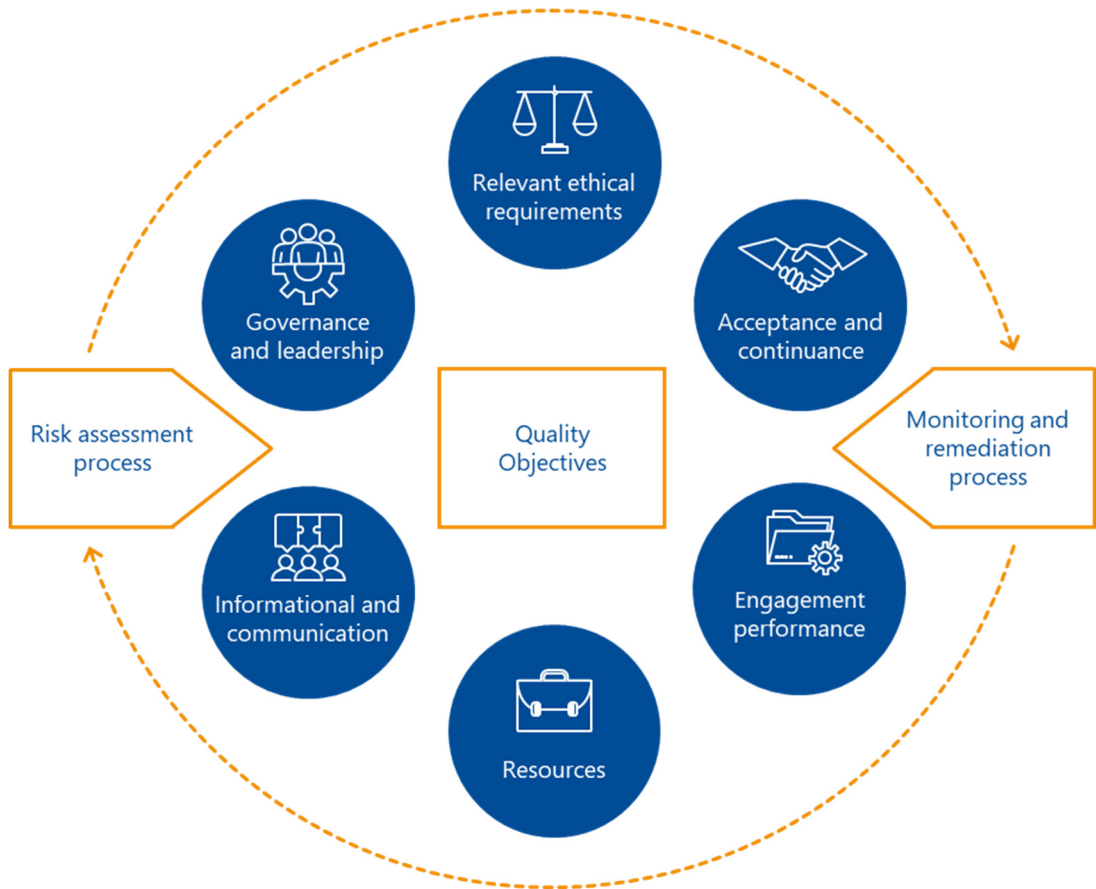 Relevant ethical
requirements
Governance
and leadership
Acceptance and
continuance
Risk assessment
process
Quality
Objectives
Monitoring and
remediation
process
Informational and
communication
Engagement
performance
Resources